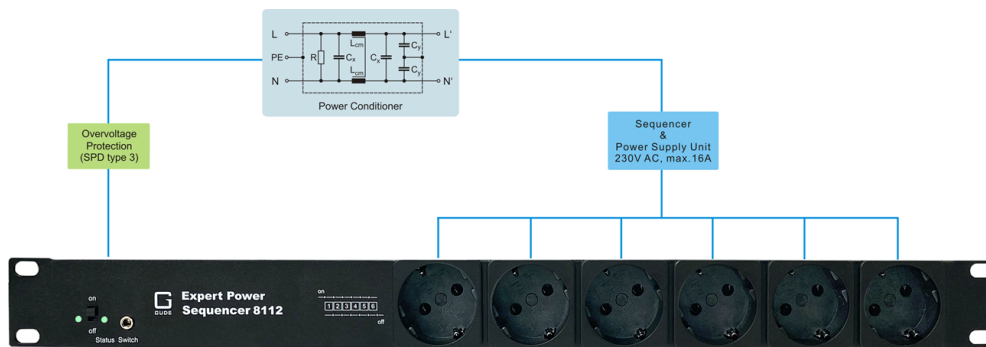 L
L'
Lcm
PE
R
Cx
Cx
Cy
Cy
Lcm
N
N'
Power Conditioner
Overvoltage
Protection
(SPD type 3)
Sequencer
&
Power Supply Unit
230V AC, max.16A
on
off
Status Switch
G
GUDE
Expert Power
Sequencer 8112
on
1 2 3 4 5 6
off